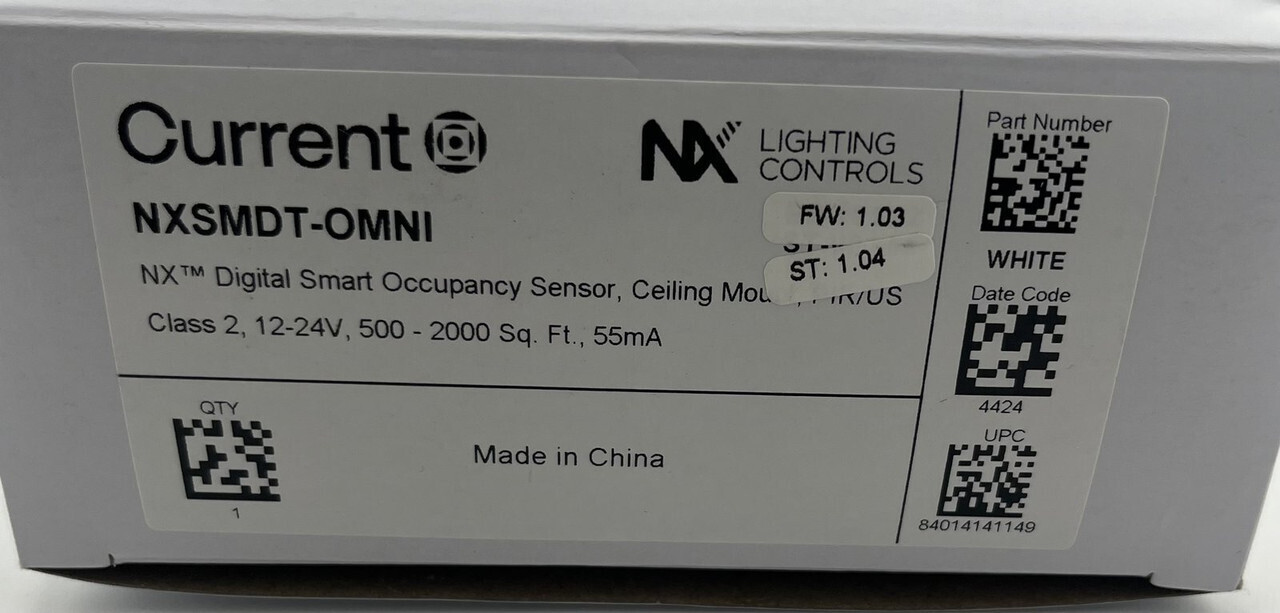 Current
NX LIGHTING
CONTROLS
NXSMDT-OMNI
FW: 1.03
ST: 1.04
NX™ Digital Smart Occupancy Sensor, Ceiling
Class 2, 12-24V, 500 - 2000 Sq. Ft., 55mA
QTY
1
Made in China
Part Number
WHITE
Date Code
4424
UPC
84014141149